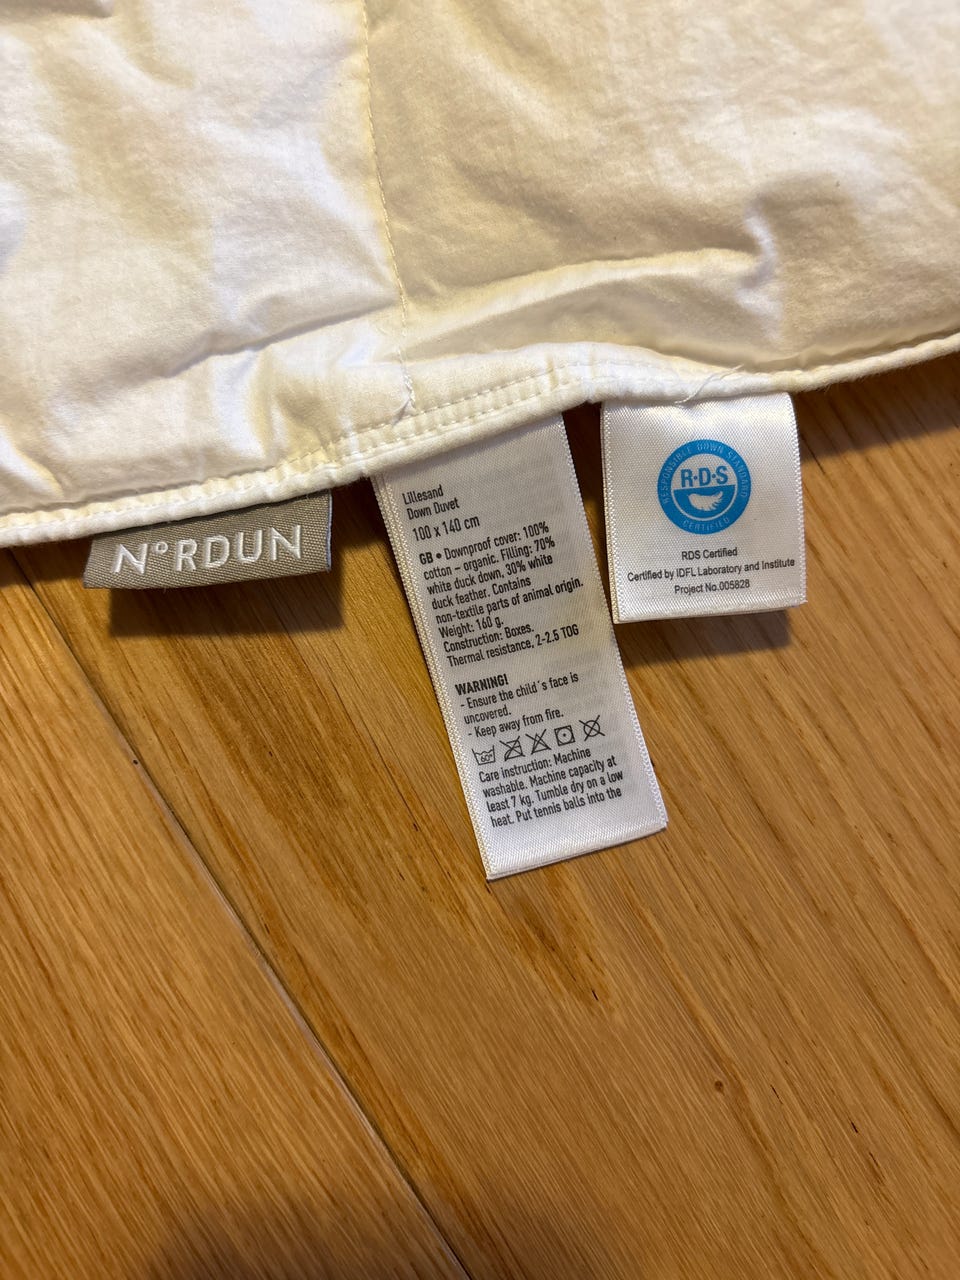 N°RDUN
Lillesand
Down Duvet
100 x 140 cm
GB • Downproof cover: 100%
cotton – organic. Filling: 70%
white duck down, 30% white
duck feather. Contains
non-textile parts of animal origin.
Weight: 160 g.
Construction: Boxes.
Thermal resistance, 2-2.5 TOG
WARNING!
- Ensure the child´s face is
uncovered.
- Keep away from fire.
60°
Care instruction: Machine
washable. Machine capacity at
least 7 kg. Tumble dry on a low
heat. Put tennis balls into the
RESPONSIBLE DOWN STANDARD
R·D·S
CERTIFIED
RDS Certified
Certified by IDFL Laboratory and Institute
Project No.005828